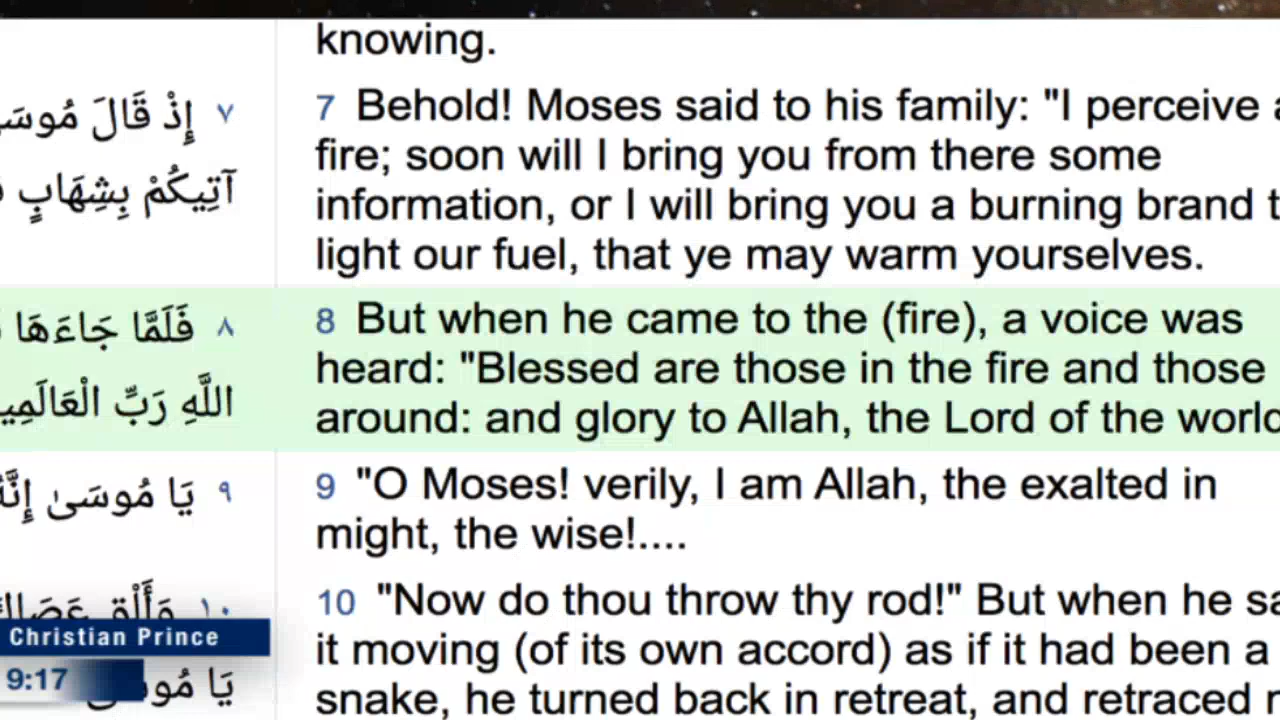 knowing.
٧ إِذْ قَالَ
آتِيكُمْ بِشِهَابٍ
7 Behold! Moses said to his family: "I perceive
fire; soon will I bring you from there some
information, or I will bring you a burning brand
light our fuel, that ye may warm yourselves.
٨ فَلَمَّا جَاءَهَا
اللَّهِ رَبِّ
8 But when he came to the (fire), a voice was
heard: "Blessed are those in the fire and those
around: and glory to Allah, the Lord of the
٩ يَا مُوسَىٰ
9 "O Moses! verily, I am Allah, the exalted in
might, the wise!....
١٠ وَأَلْقِ
يَا
10 "Now do thou throw thy rod!" But when he
it moving (of its own accord) as if it had been a
snake, he turned back in retreat, and retraced
Christian Prince
9:17